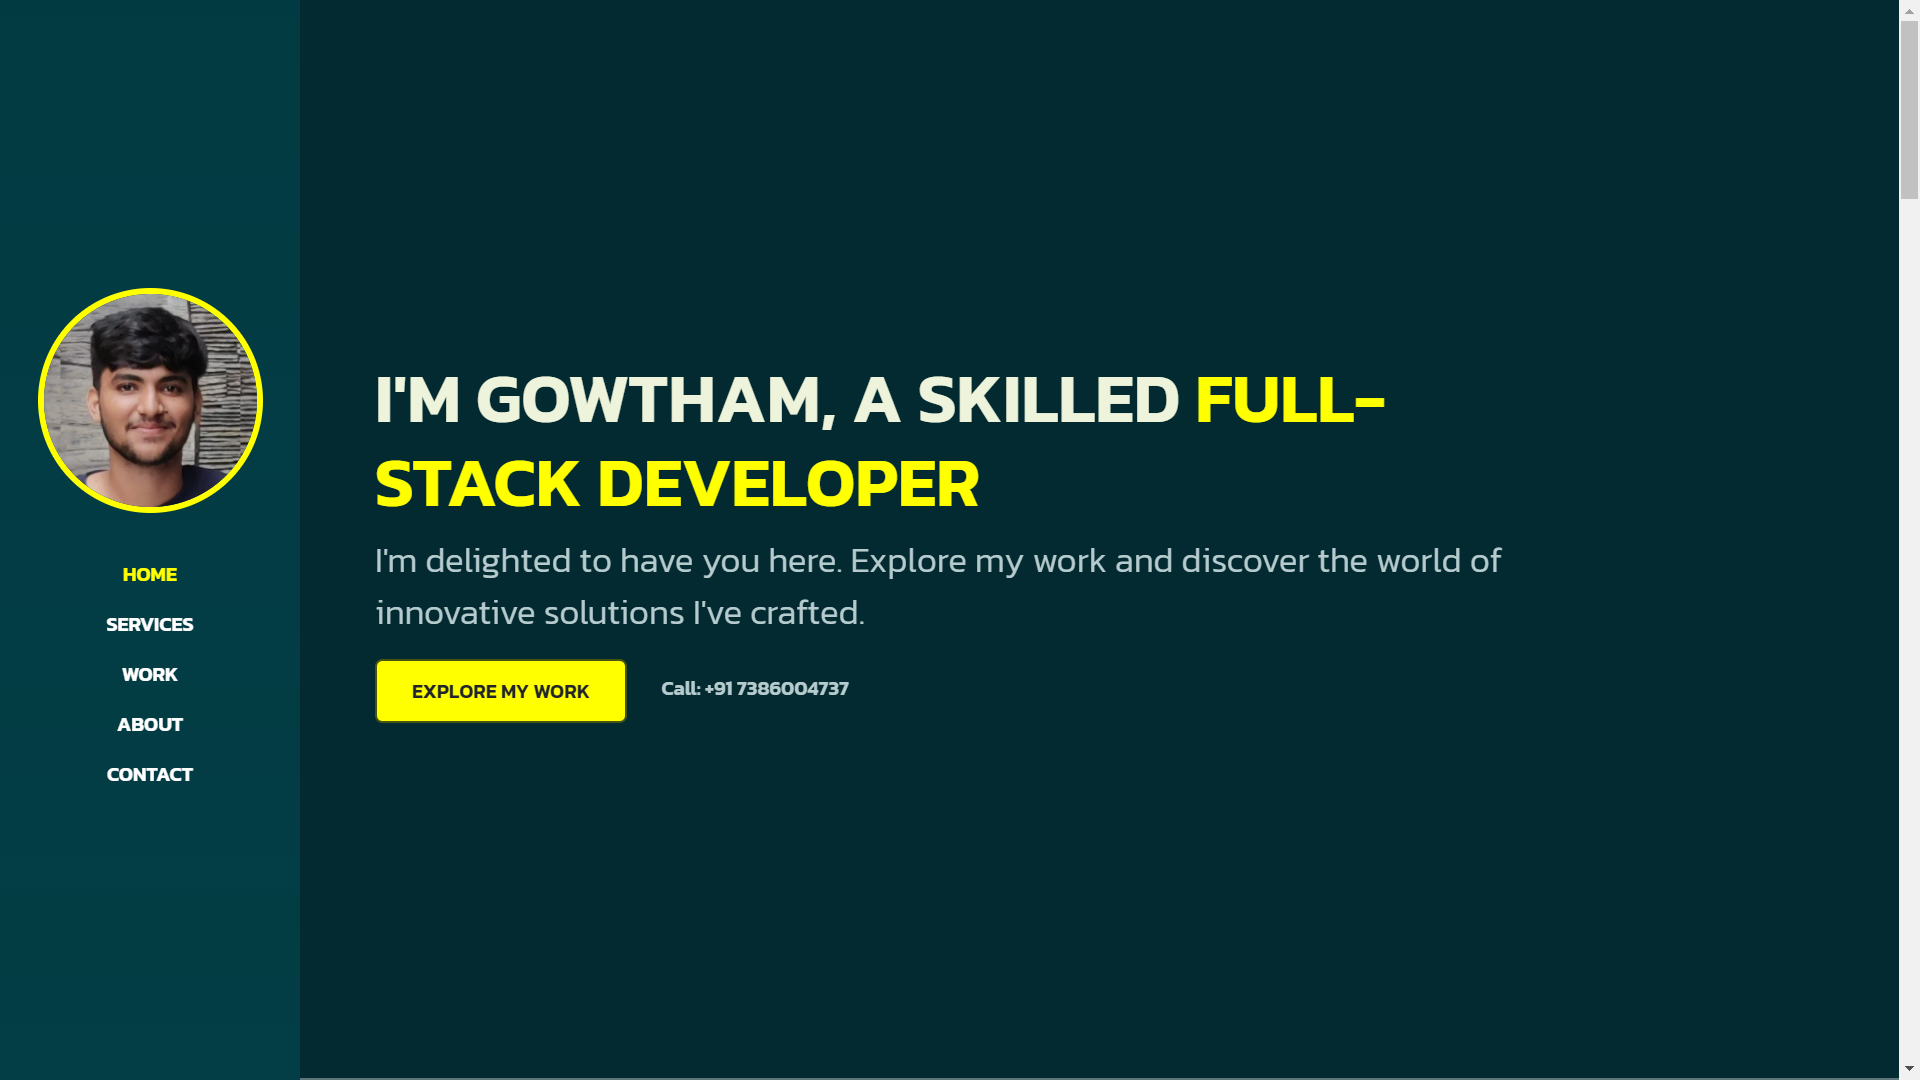 HOME
SERVICES
WORK
ABOUT
CONTACT
I'M GOWTHAM, A SKILLED FULL-
STACK DEVELOPER
I'm delighted to have you here. Explore my work and discover the world of
innovative solutions I've crafted.
EXPLORE MY WORK
Call: +91 7386004737